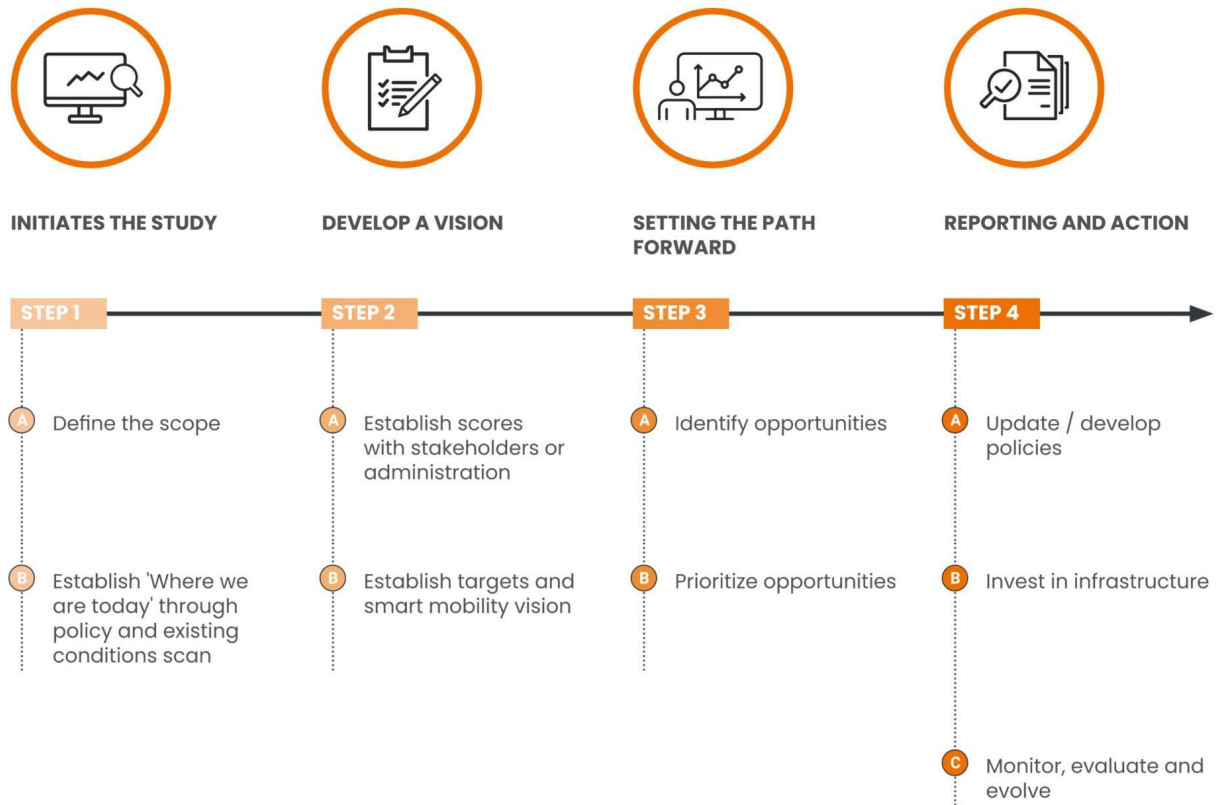 INITIATES THE STUDY
DEVELOP A VISION
SETTING THE PATH
FORWARD
REPORTING AND ACTION
STEP 1
STEP 2
STEP 3
STEP 4
A
Define the scope
B
Establish 'Where we
are today' through
policy and existing
conditions scan
A
Establish scores
with stakeholders or
administration
B
Establish targets and
smart mobility vision
A
Identify opportunities
B
Prioritize opportunities
A
Update / develop
policies
B
Invest in infrastructure
C
Monitor, evaluate and
evolve